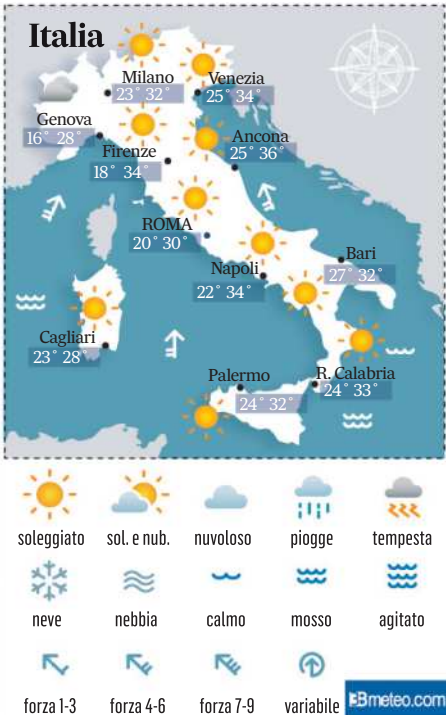 Italia
Milano
23° 32°
Venezia
25° 34°
Genova
16° 28°
Firenze
18° 34°
Ancona
25° 36°
ROMA
20° 30°
Napoli
22° 34°
Bari
27° 32°
Cagliari
23° 28°
Palermo
24° 32°
R. Calabria
24° 33°
soleggiato sol. e nub. nuvoloso piogge tempesta
neve nebbia calmo mosso agitato
forza 1-3 forza 4-6 forza 7-9 variabile
3Bmeteo.com